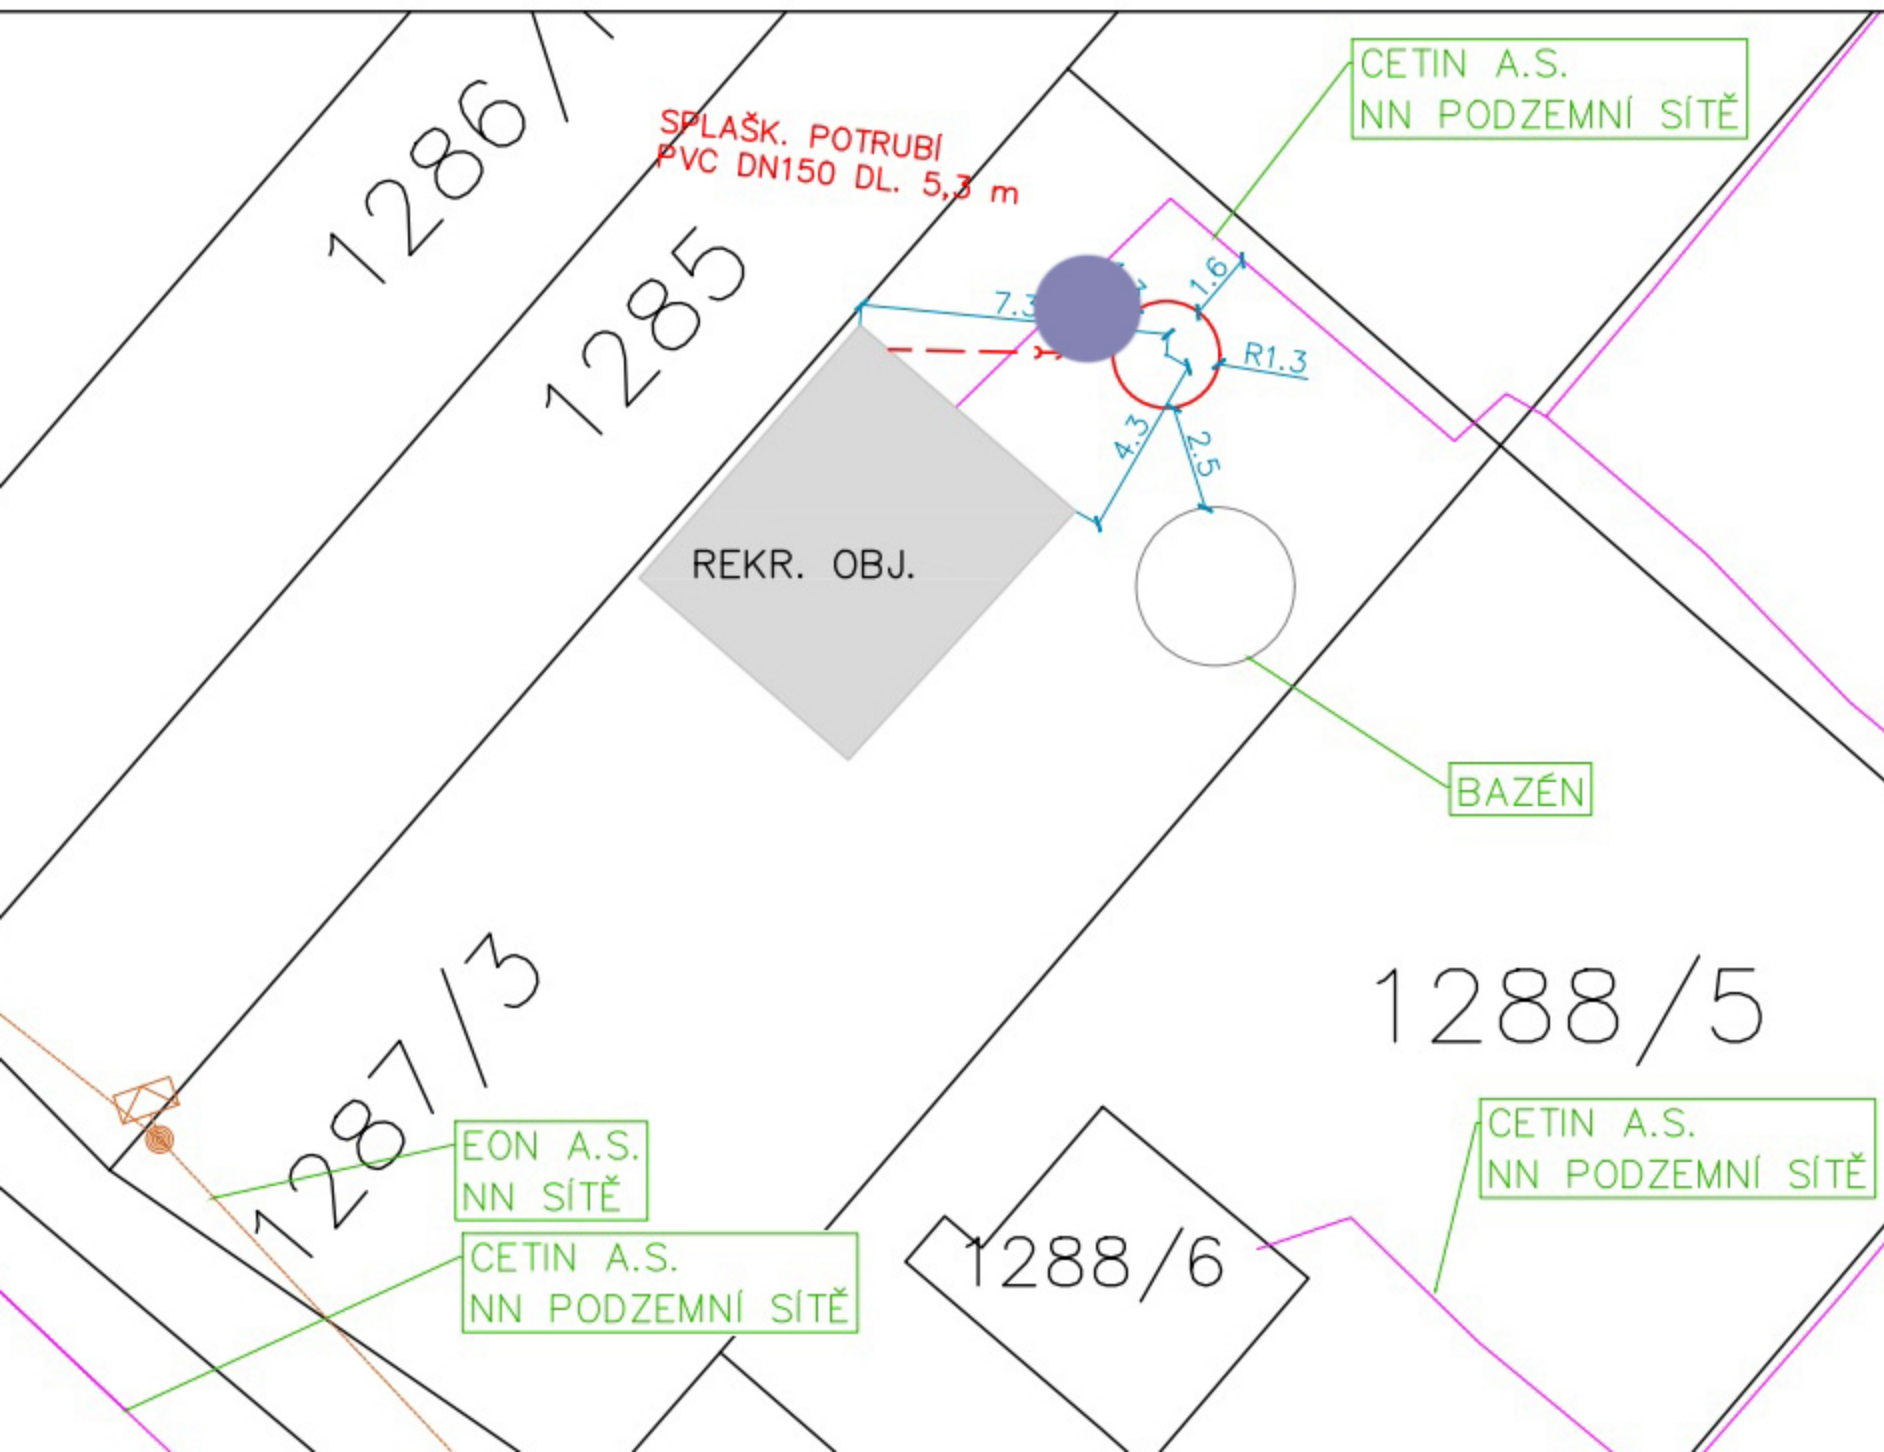 CETIN A.S.
NN PODZEMNÍ SÍTĚ
1286/1
SPLAŠK. POTRUBÍ
PVC DN150 DL. 5,3 m
1285
7.3
1.6
R1.3
4.3
2.5
REKR. OBJ.
BAZÉN
1287/3
1288/5
EON A.S.
NN SÍTĚ
CETIN A.S.
NN PODZEMNÍ SÍTĚ
CETIN A.S.
NN PODZEMNÍ SÍTĚ
1288/6